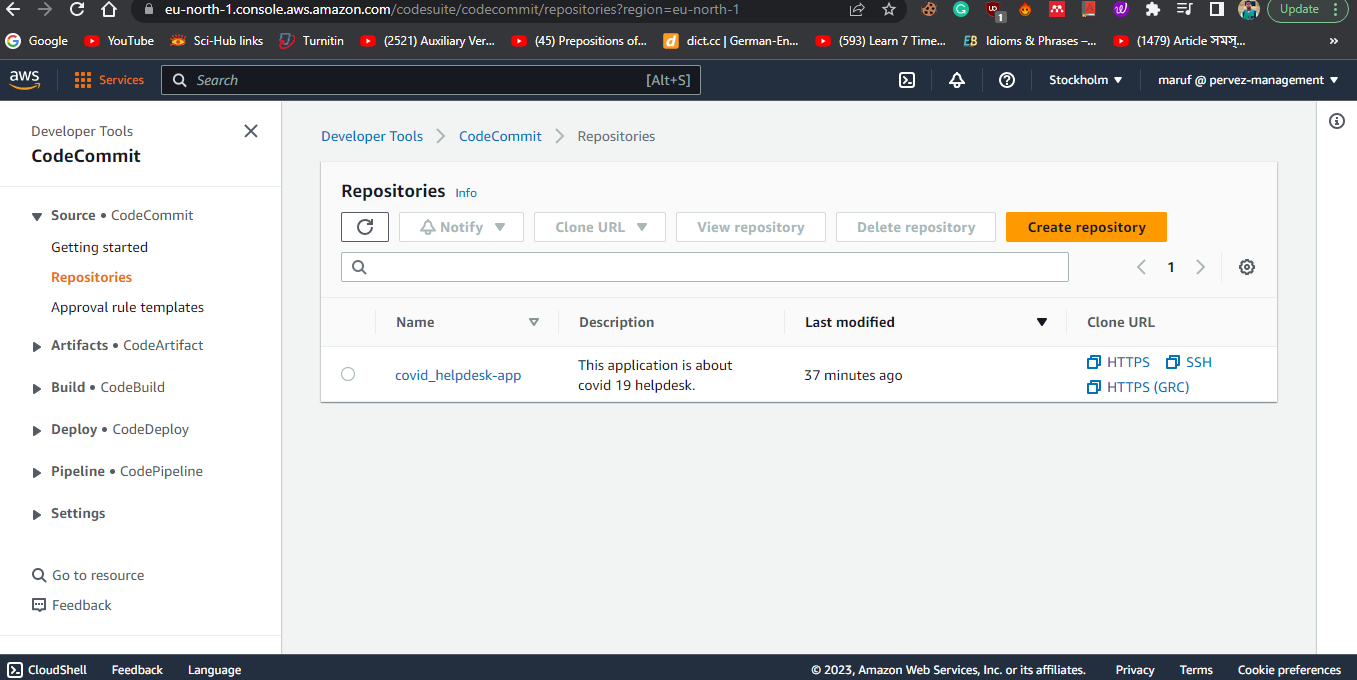 eu-north-1.console.aws.amazon.com/codesuite/codecommit/repositories?region=eu-north-1
Update
Google YouTube Sci-Hub links Turnitin (2521) Auxiliary Ver... (45) Prepositions of... dict.cc | German-En... (593) Learn 7 Time... EB Idioms & Phrases –... (1479) Article সমস্... »
aws Services Search [Alt+S] Stockholm maruf @ pervez-management
Developer Tools
CodeCommit
Source • CodeCommit
Getting started
Repositories
Approval rule templates
Artifacts • CodeArtifact
Build • CodeBuild
Deploy • CodeDeploy
Pipeline • CodePipeline
Settings
Go to resource
Feedback
Developer Tools CodeCommit Repositories
Repositories Info
Notify Clone URL View repository Delete repository Create repository
1
Name Description Last modified Clone URL
covid_helpdesk-app This application is about covid 19 helpdesk. 37 minutes ago HTTPS SSH
HTTPS (GRC)
CloudShell Feedback Language © 2023, Amazon Web Services, Inc. or its affiliates. Privacy Terms Cookie preferences